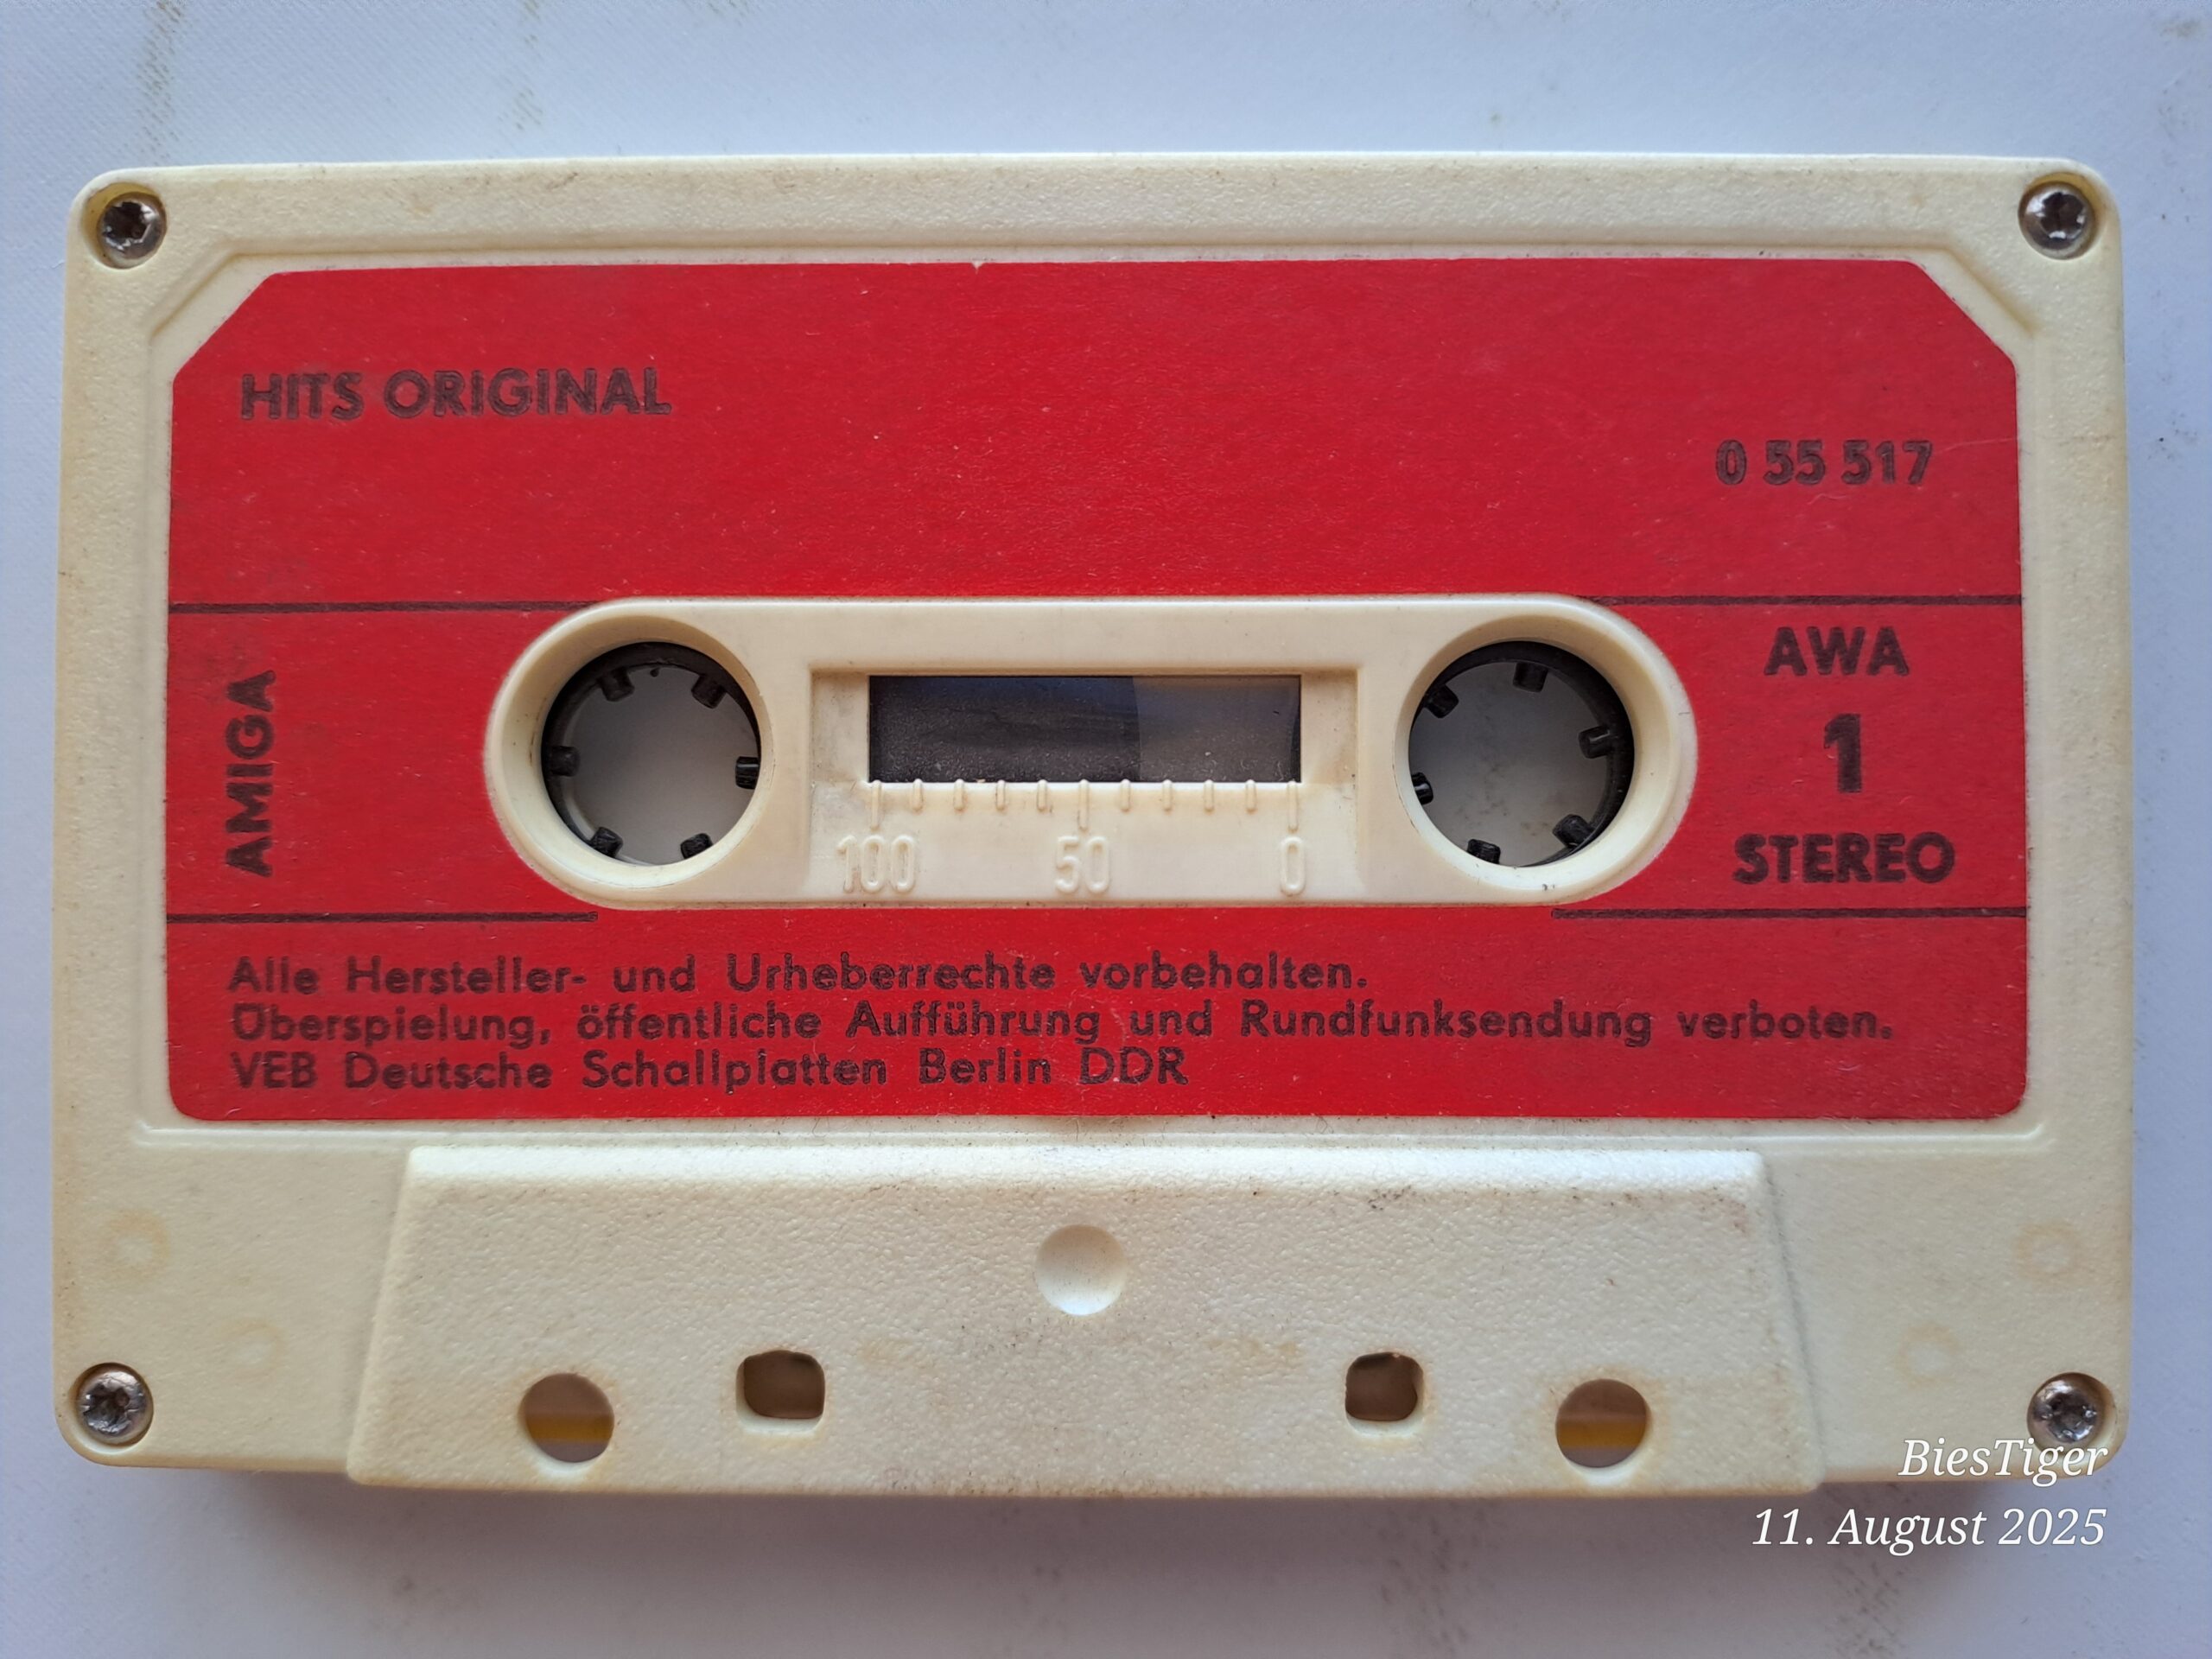 HITS ORIGINAL
0 55 517
AMIGA
AWA
1
STEREO
100 50 0
Alle Hersteller- und Urheberrechte vorbehalten.
Überspielung, öffentliche Aufführung und Rundfunksendung verboten.
VEB Deutsche Schallplatten Berlin DDR
BiesTiger
11. August 2025